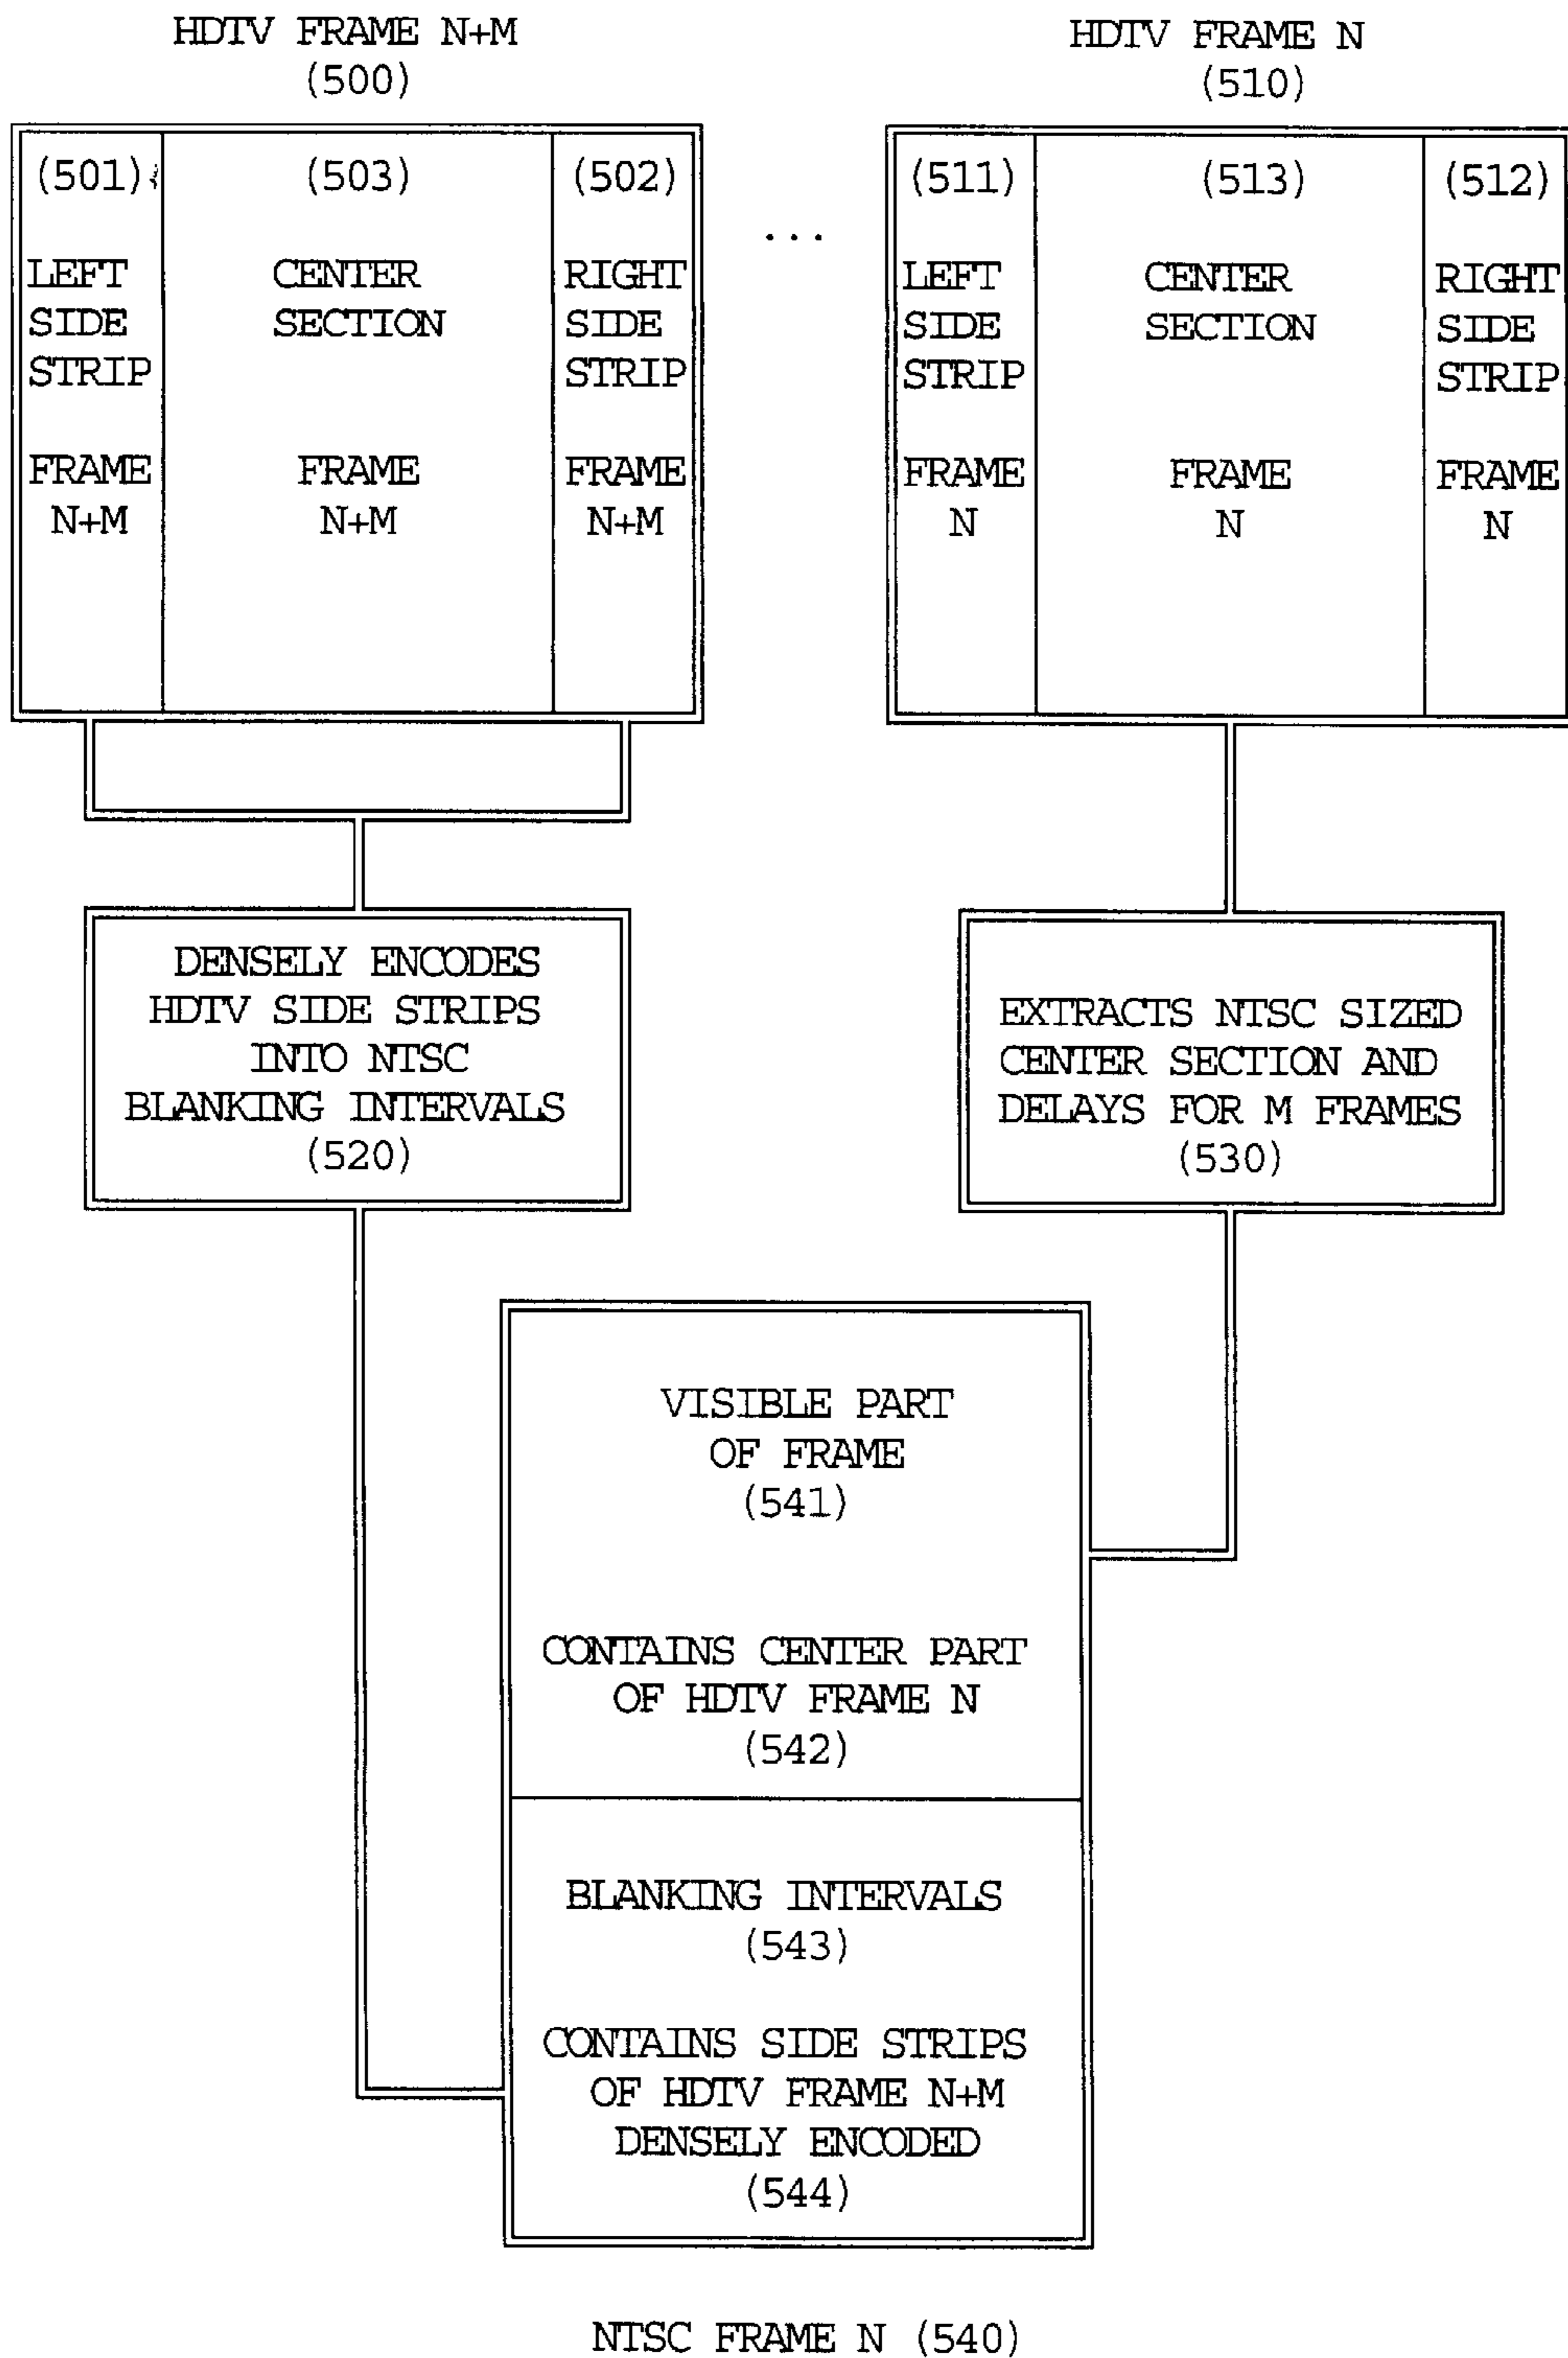 HDTV FRAME N+M
(500)
HDTV FRAME N
(510)
(501)
LEFT
SIDE
STRIP
FRAME
N+M
(503)
CENTER
SECTION
FRAME
N+M
(502)
RIGHT
SIDE
STRIP
FRAME
N+M
...
(511)
LEFT
SIDE
STRIP
FRAME
N
(513)
CENTER
SECTION
FRAME
N
(512)
RIGHT
SIDE
STRIP
FRAME
N
DENSELY ENCODES
HDTV SIDE STRIPS
INTO NTSC
BLANKING INTERVALS
(520)
EXTRACTS NTSC SIZED
CENTER SECTION AND
DELAYS FOR M FRAMES
(530)
VISIBLE PART
OF FRAME
(541)
CONTAINS CENTER PART
OF HDTV FRAME N
(542)
BLANKING INTERVALS
(543)
CONTAINS SIDE STRIPS
OF HDTV FRAME N+M
DENSELY ENCODED
(544)
NTSC FRAME N (540)